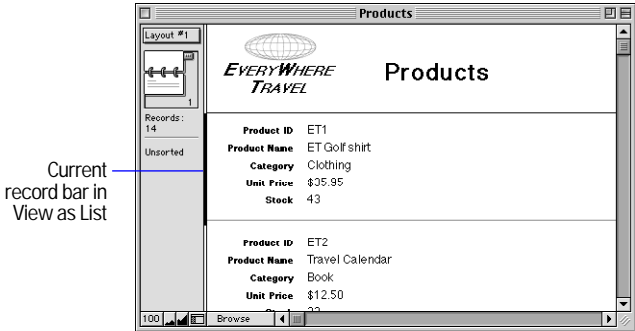 Products
Layout #1
1
Records:
14
Unsorted
Current
record bar in
View as List
EVERYWHERE
TRAVEL
Products
Product ID ET1
Product Name ET Golf shirt
Category Clothing
Unit Price $35.95
Stock 43
Product ID ET2
Product Name Travel Calendar
Category Book
Unit Price $12.50
100 Browse